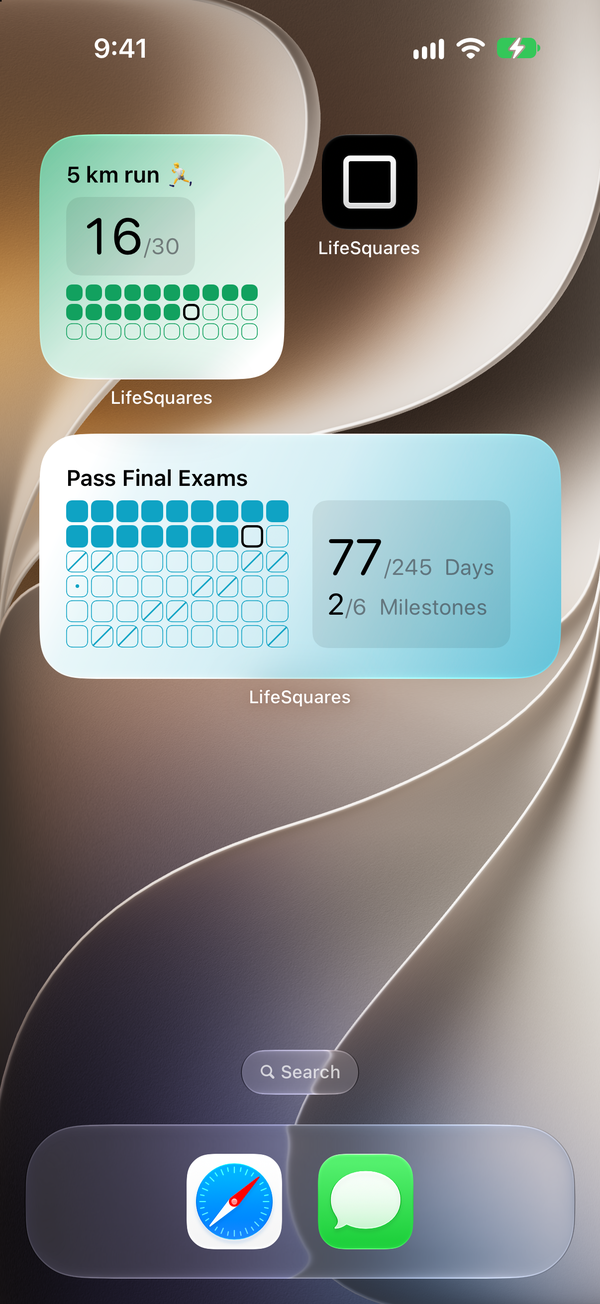 9:41
5 km run 🏃
16/30
LifeSquares
LifeSquares
Pass Final Exams
77/245 Days
2/6 Milestones
LifeSquares
Search